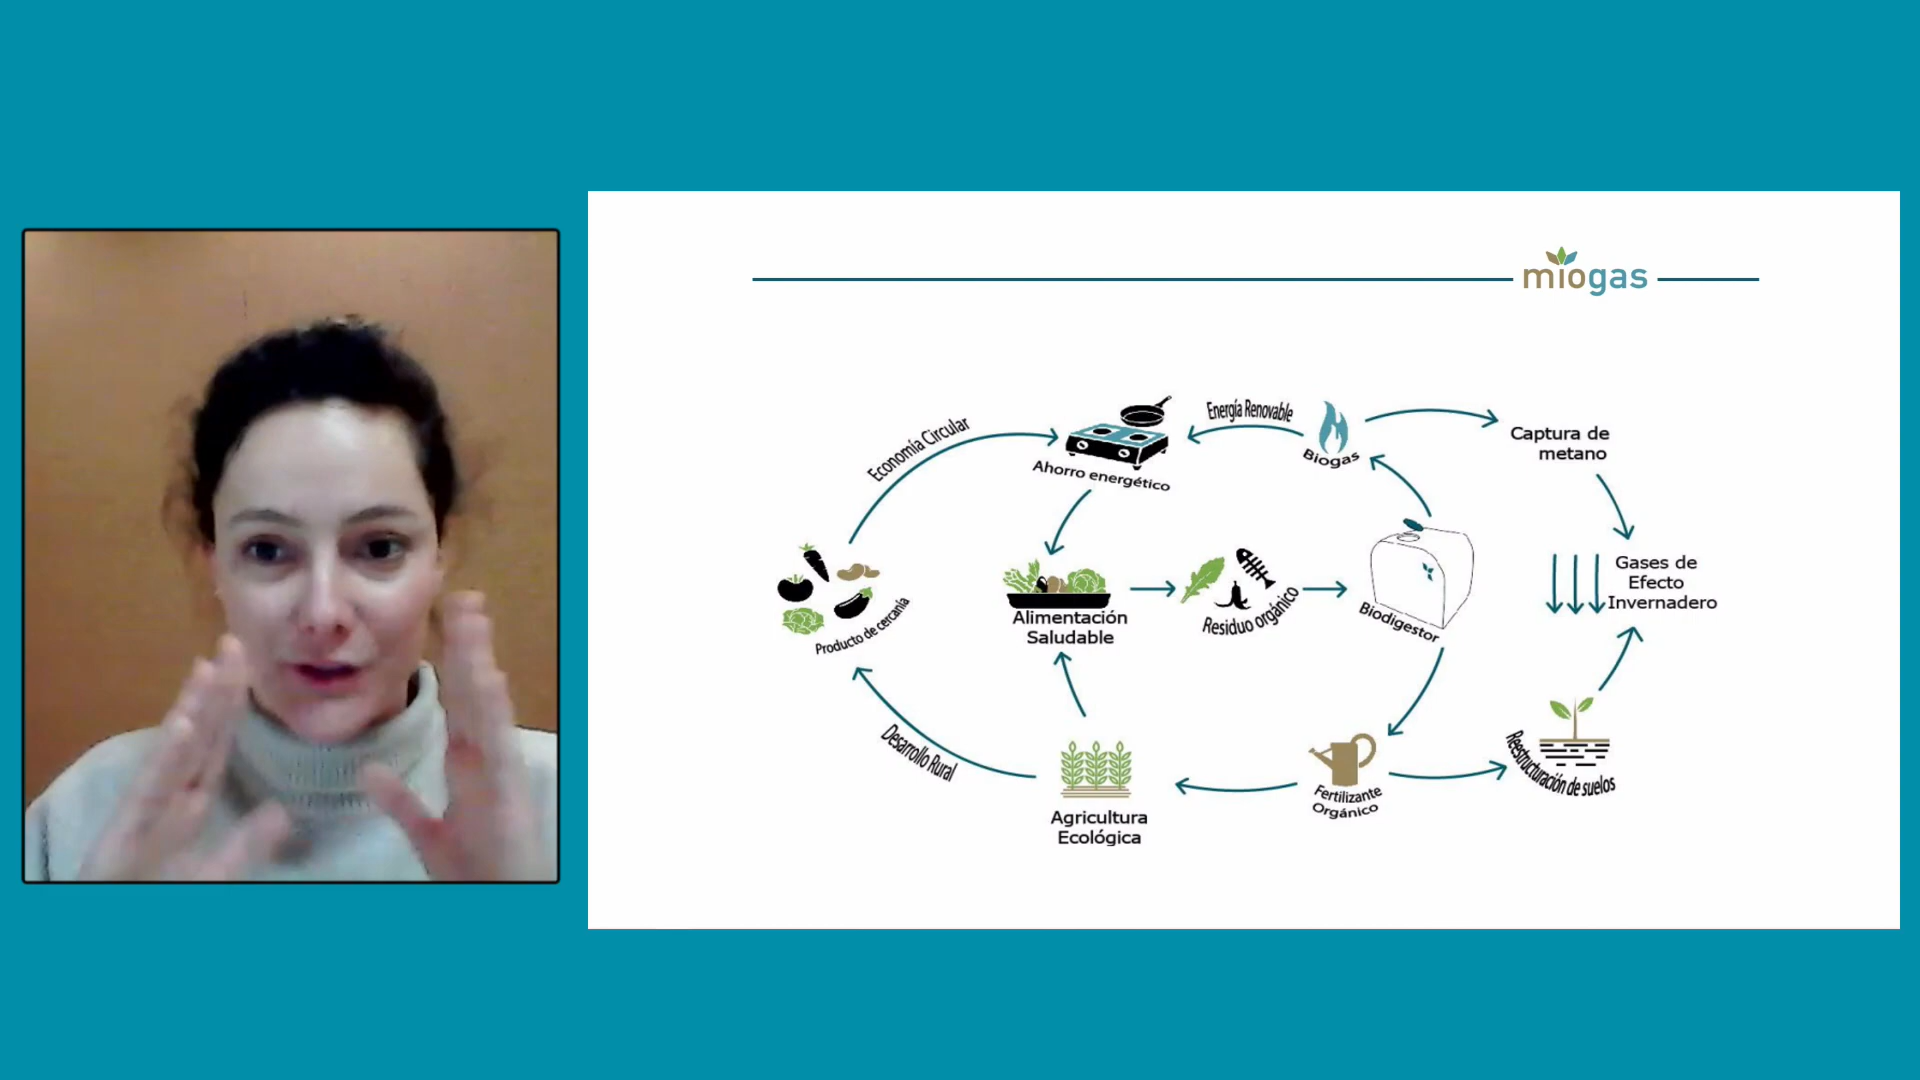 miogas
Economía Circular
Energía Renovable
Biogas
Captura de
metano
Ahorro energético
Gases de
Efecto
Invernadero
Producto de cercanía
Alimentación
Saludable
Residuo orgánico
Biodigestor
Desarrollo Rural
Agricultura
Ecológica
Fertilizante
Orgánico
Reestructuración de suelos